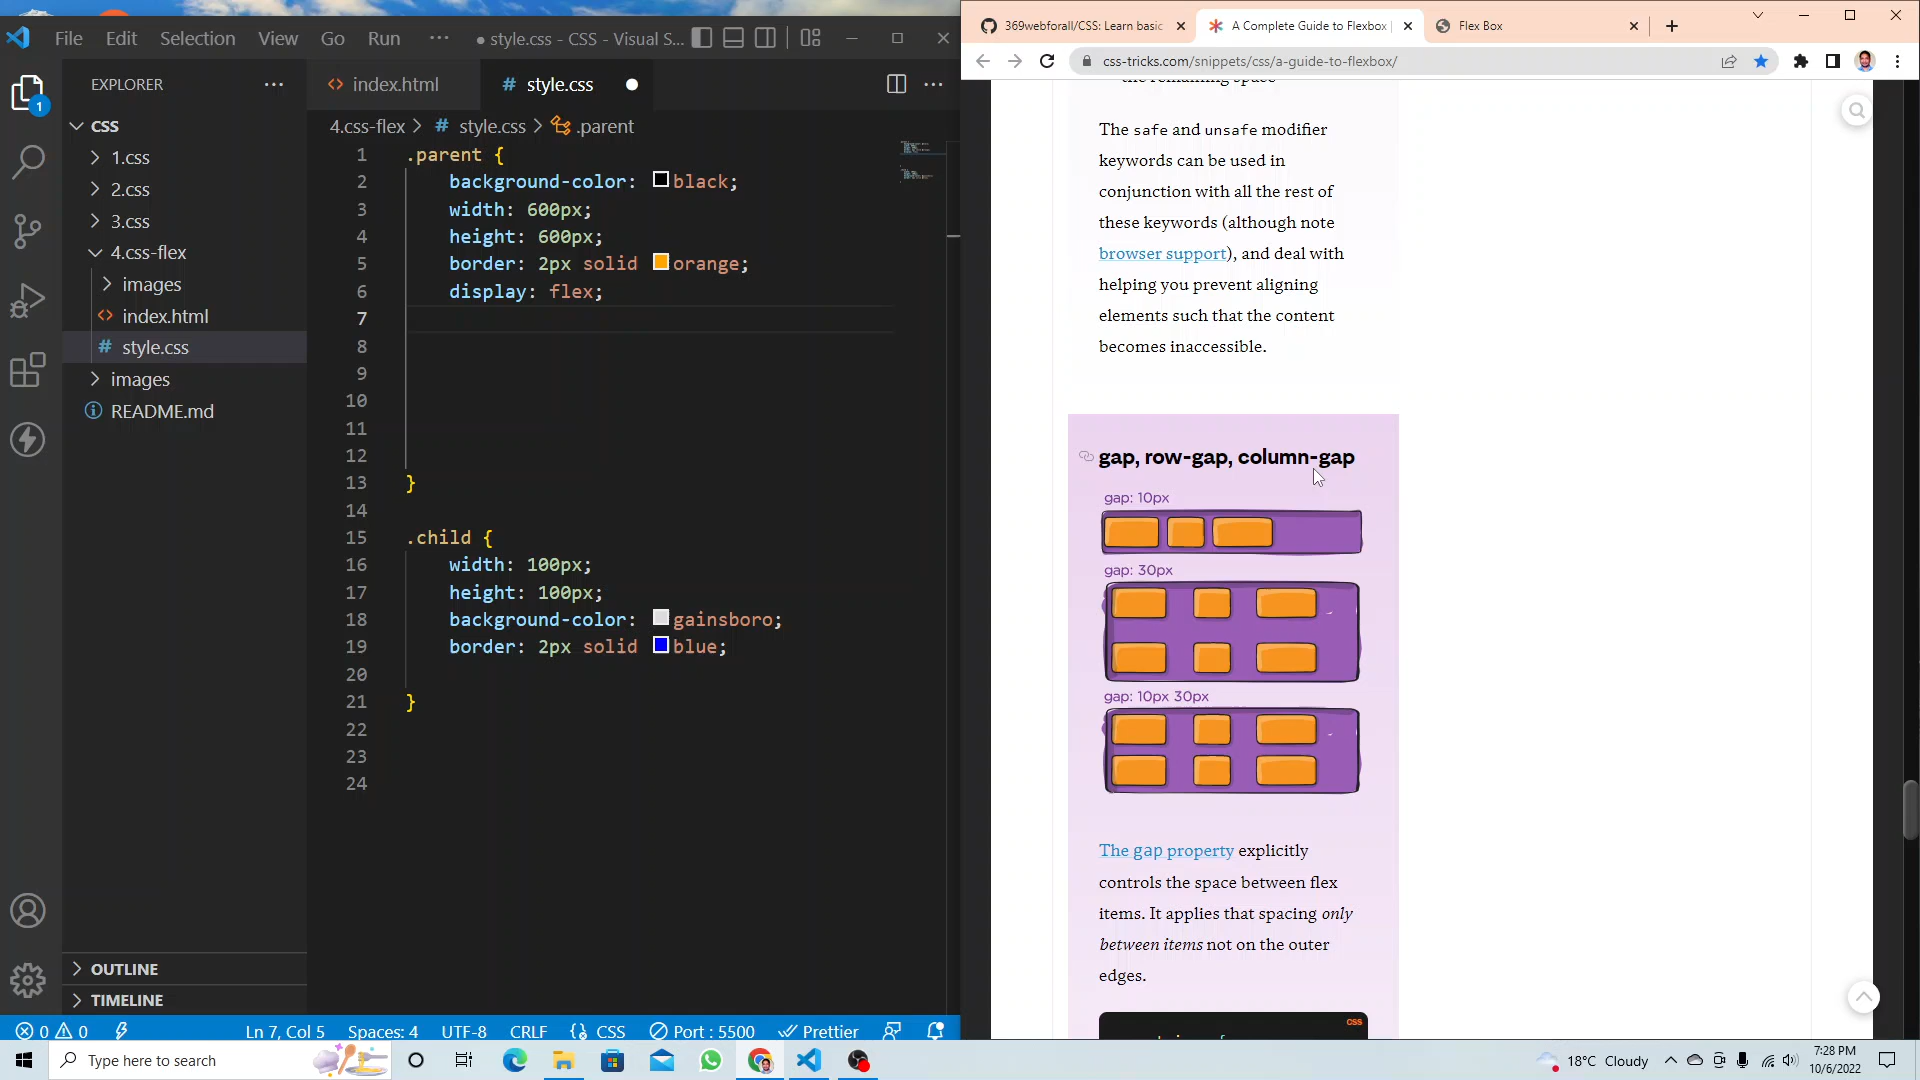 File Edit Selection View Go Run ··· ● style.css - CSS - Visual S...
EXPLORER ···
1
CSS
1.css
2.css
3.css
4.css-flex
images
index.html
style.css
images
README.md
OUTLINE
TIMELINE
index.html
# style.css
4.css-flex > # style.css > .parent
1 .parent {
2 background-color: black;
3 width: 600px;
4 height: 600px;
5 border: 2px solid orange;
6 display: flex;
7
8
9
10
11
12
13 }
14
15 .child {
16 width: 100px;
17 height: 100px;
18 background-color: gainsboro;
19 border: 2px solid blue;
20
21 }
22
23
24
0 0 Ln 7, Col 5 Spaces: 4 UTF-8 CRLF {} CSS Port : 5500 Prettier
369webforall/CSS: Learn basic
A Complete Guide to Flexbox |
Flex Box
css-tricks.com/snippets/css/a-guide-to-flexbox/
the remaining space
The safe and unsafe modifier
keywords can be used in
conjunction with all the rest of
these keywords (although note
browser support), and deal with
helping you prevent aligning
elements such that the content
becomes inaccessible.
gap, row-gap, column-gap
gap: 10px
gap: 30px
gap: 10px 30px
The gap property explicitly
controls the space between flex
items. It applies that spacing only
between items not on the outer
edges.
CSS
Type here to search
18°C Cloudy
7:28 PM
10/6/2022